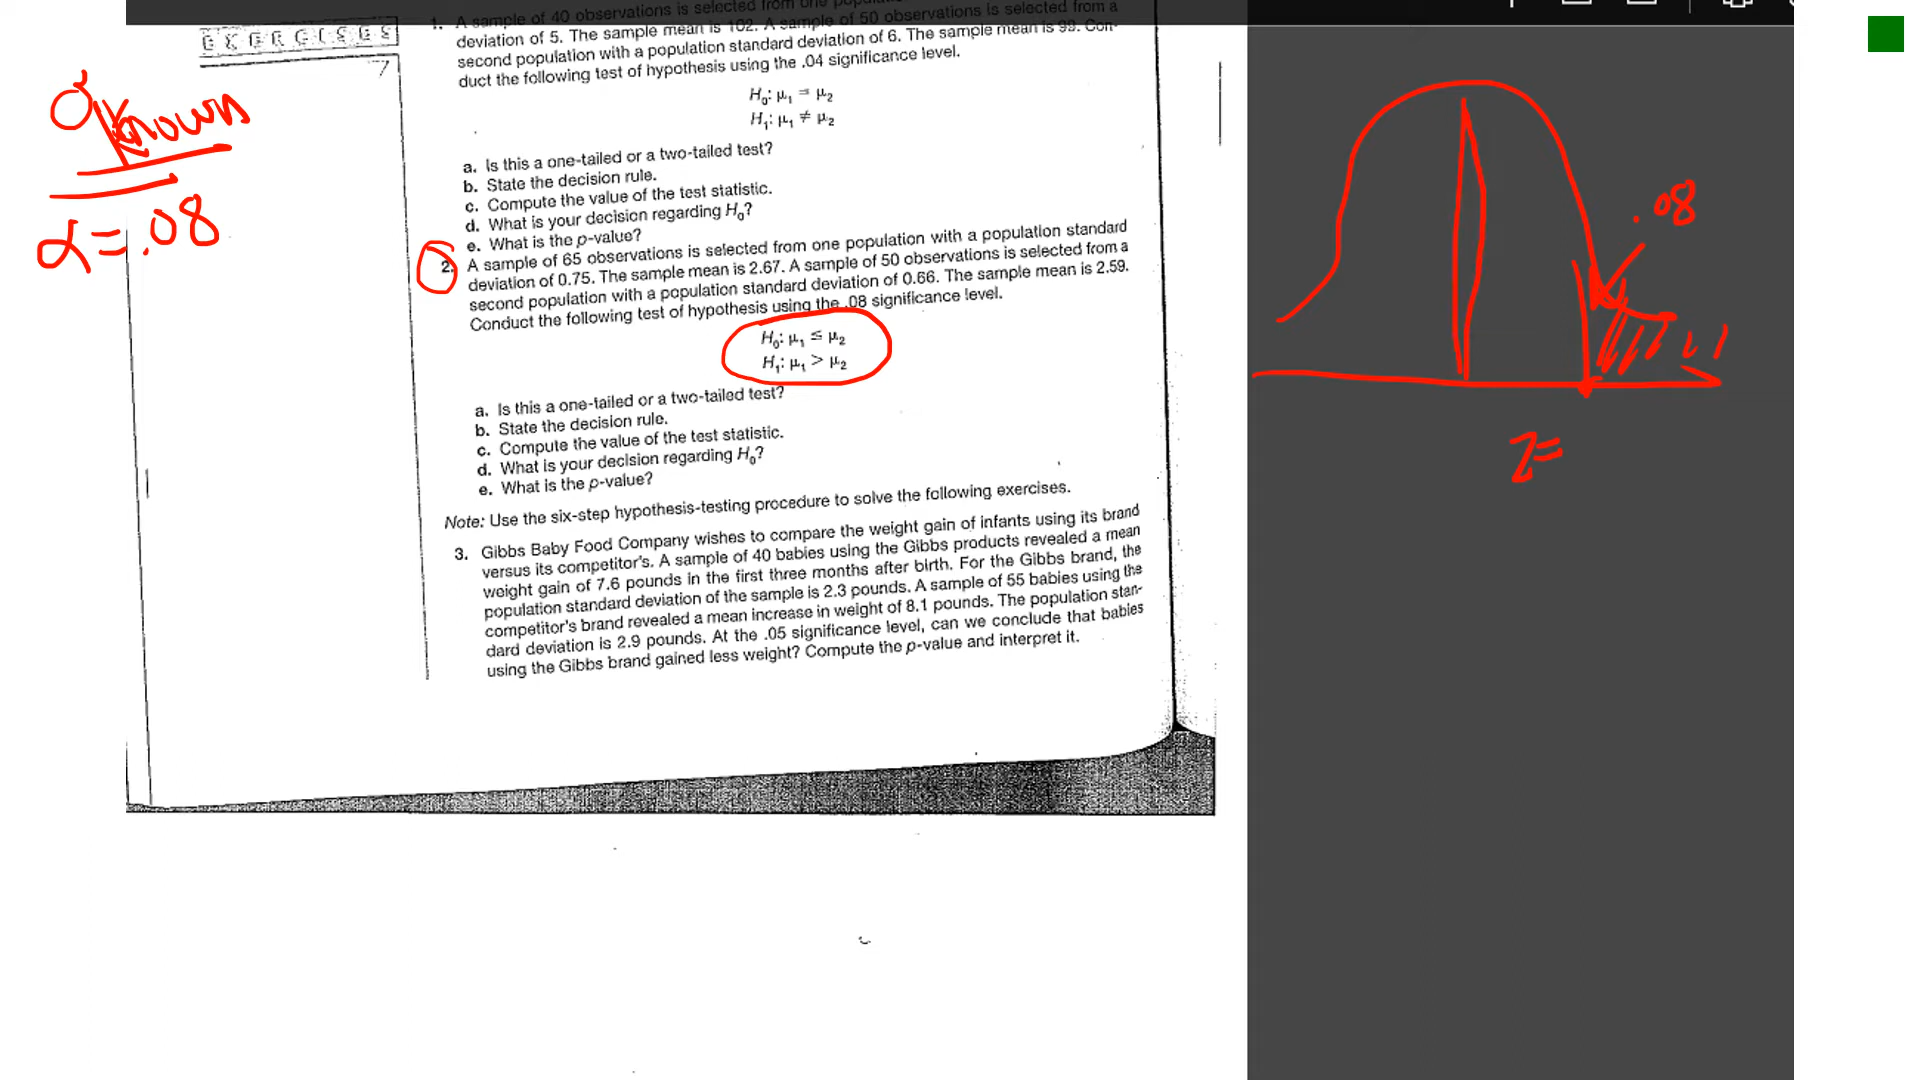 EXERCISES
1. A sample of 40 observations is selected from one
deviation of 5. The sample mean is 102. A sample of 50 observations is selected from a
second population with a population standard deviation of 6. The sample mean is 99. Con-
duct the following test of hypothesis using the .04 significance level.
H₀: μ₁ = μ₂
H₁: μ₁ ≠ μ₂
a. Is this a one-tailed or a two-tailed test?
b. State the decision rule.
c. Compute the value of the test statistic.
d. What is your decision regarding H₀?
e. What is the p-value?
2. A sample of 65 observations is selected from one population with a population standard
deviation of 0.75. The sample mean is 2.67. A sample of 50 observations is selected from a
second population with a population standard deviation of 0.66. The sample mean is 2.59.
Conduct the following test of hypothesis using the .08 significance level.
H₀: μ₁ ≤ μ₂
H₁: μ₁ > μ₂
a. Is this a one-tailed or a two-tailed test?
b. State the decision rule.
c. Compute the value of the test statistic.
d. What is your decision regarding H₀?
e. What is the p-value?
Note: Use the six-step hypothesis-testing procedure to solve the following exercises.
3. Gibbs Baby Food Company wishes to compare the weight gain of infants using its brand
versus its competitor's. A sample of 40 babies using the Gibbs products revealed a mean
weight gain of 7.6 pounds in the first three months after birth. For the Gibbs brand, the
population standard deviation of the sample is 2.3 pounds. A sample of 55 babies using the
competitor's brand revealed a mean increase in weight of 8.1 pounds. The population stan-
dard deviation is 2.9 pounds. At the .05 significance level, can we conclude that babies
using the Gibbs brand gained less weight? Compute the p-value and interpret it.
known
α = .08
.08
z=